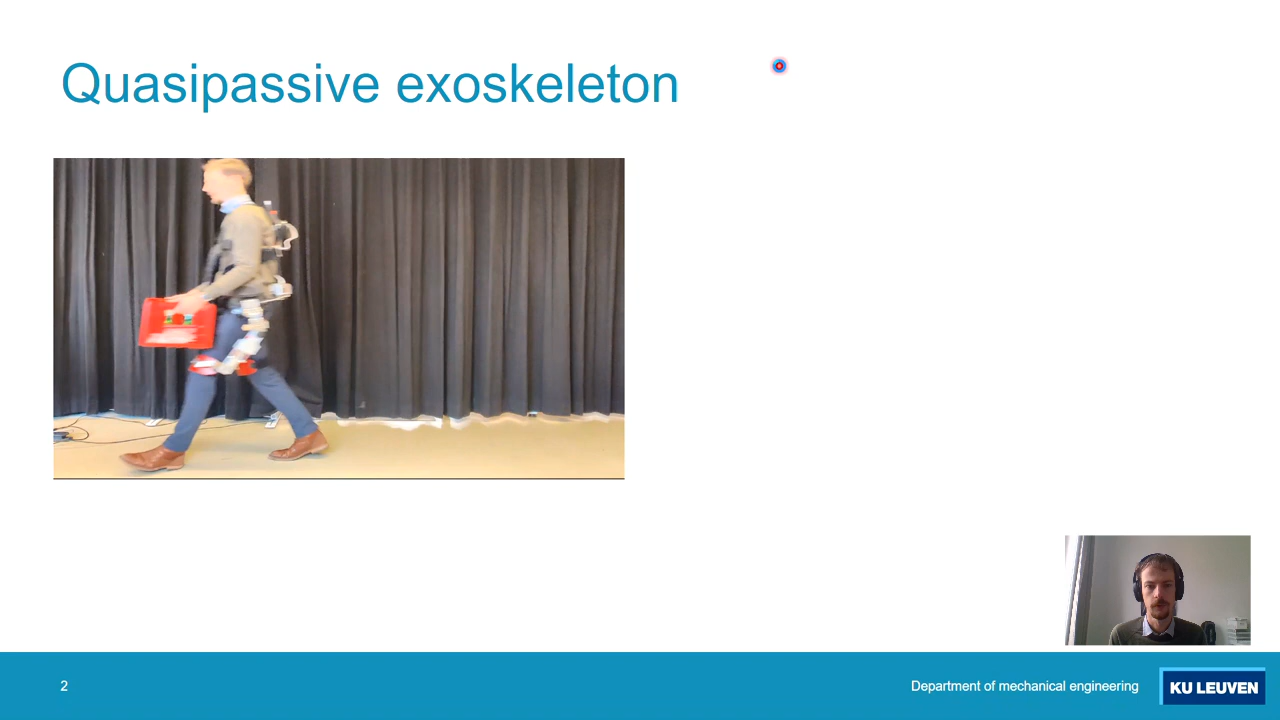 Quasipassive exoskeleton
2
Department of mechanical engineering
KU LEUVEN